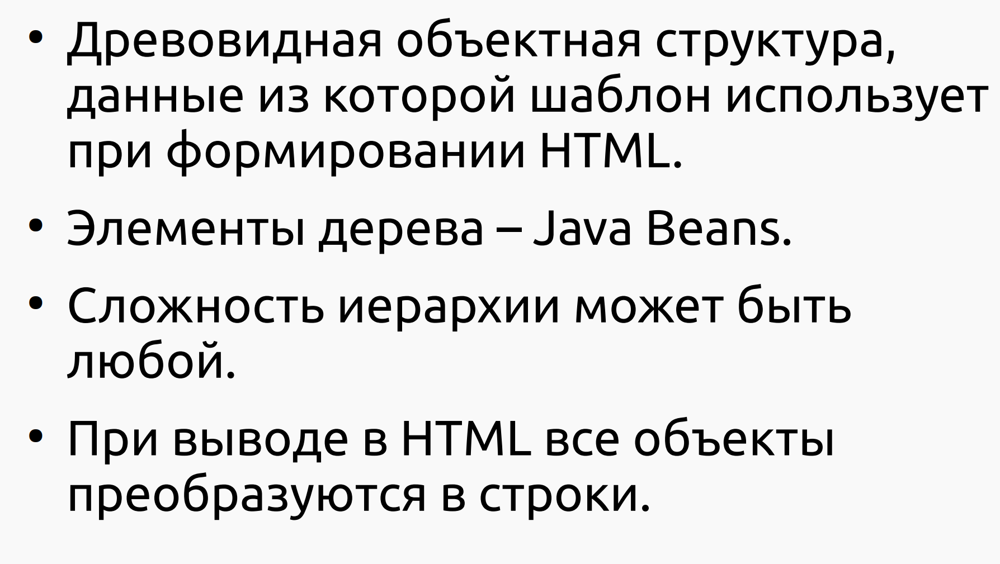 • Древовидная объектная структура,
данные из которой шаблон использует
при формировании HTML.
• Элементы дерева – Java Beans.
• Сложность иерархии может быть
любой.
• При выводе в HTML все объекты
преобразуются в строки.